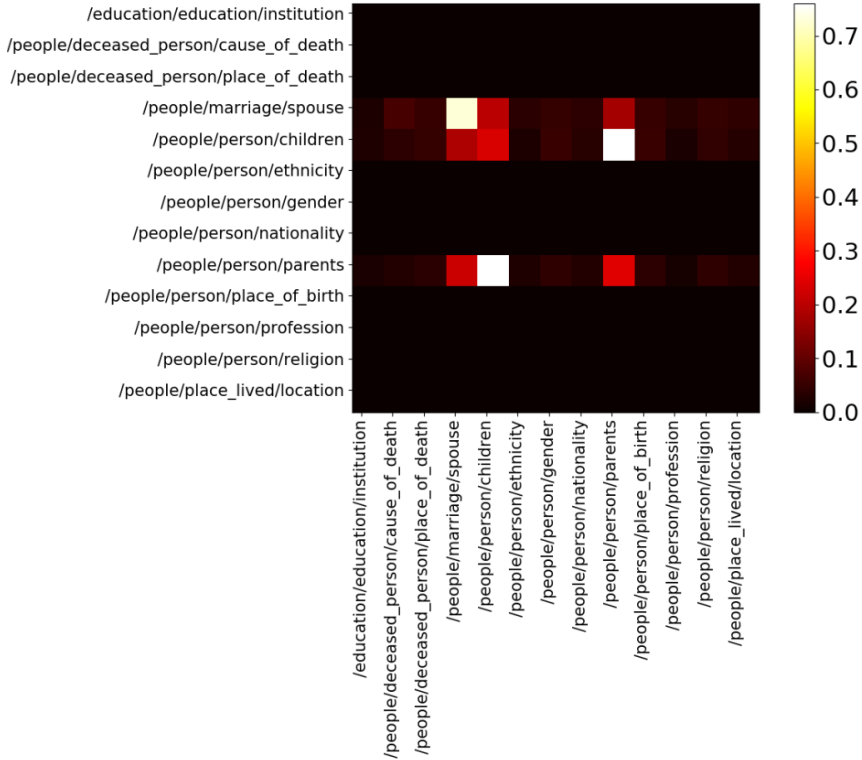 /education/education/institution
/people/deceased_person/cause_of_death
/people/deceased_person/place_of_death
/people/marriage/spouse
/people/person/children
/people/person/ethnicity
/people/person/gender
/people/person/nationality
/people/person/parents
/people/person/place_of_birth
/people/person/profession
/people/person/religion
/people/place_lived/location
/education/education/institution
/people/deceased_person/cause_of_death
/people/deceased_person/place_of_death
/people/marriage/spouse
/people/person/children
/people/person/ethnicity
/people/person/gender
/people/person/nationality
/people/person/parents
/people/person/place_of_birth
/people/person/profession
/people/person/religion
/people/place_lived/location
0.7
0.6
0.5
0.4
0.3
0.2
0.1
0.0